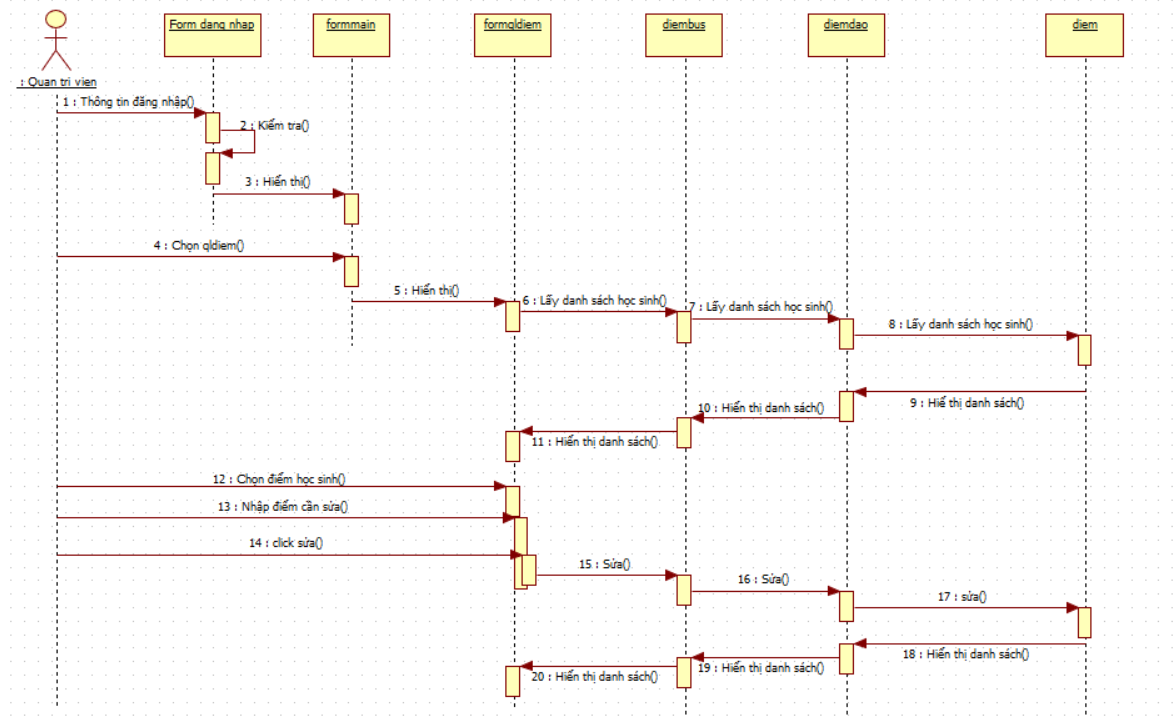 Form dang nhap
formmain
formqldiem
diembus
diemdao
diem
: Quan tri vien
1 : Thông tin đăng nhập()
2 : Kiểm tra()
3 : Hiển thị()
4 : Chọn qldiem()
5 : Hiển thị()
6 : Lấy danh sách học sinh()
7 : Lấy danh sách học sinh()
8 : Lấy danh sách học sinh()
9 : Hiể thị danh sách()
10 : Hiển thị danh sách()
11 : Hiển thị danh sách()
12 : Chọn điểm học sinh()
13 : Nhập điểm cần sửa()
14 : click sửa()
15 : Sửa()
16 : Sửa()
17 : sửa()
18 : Hiển thị danh sách()
19 : Hiển thị danh sách()
20 : Hiển thị danh sách()